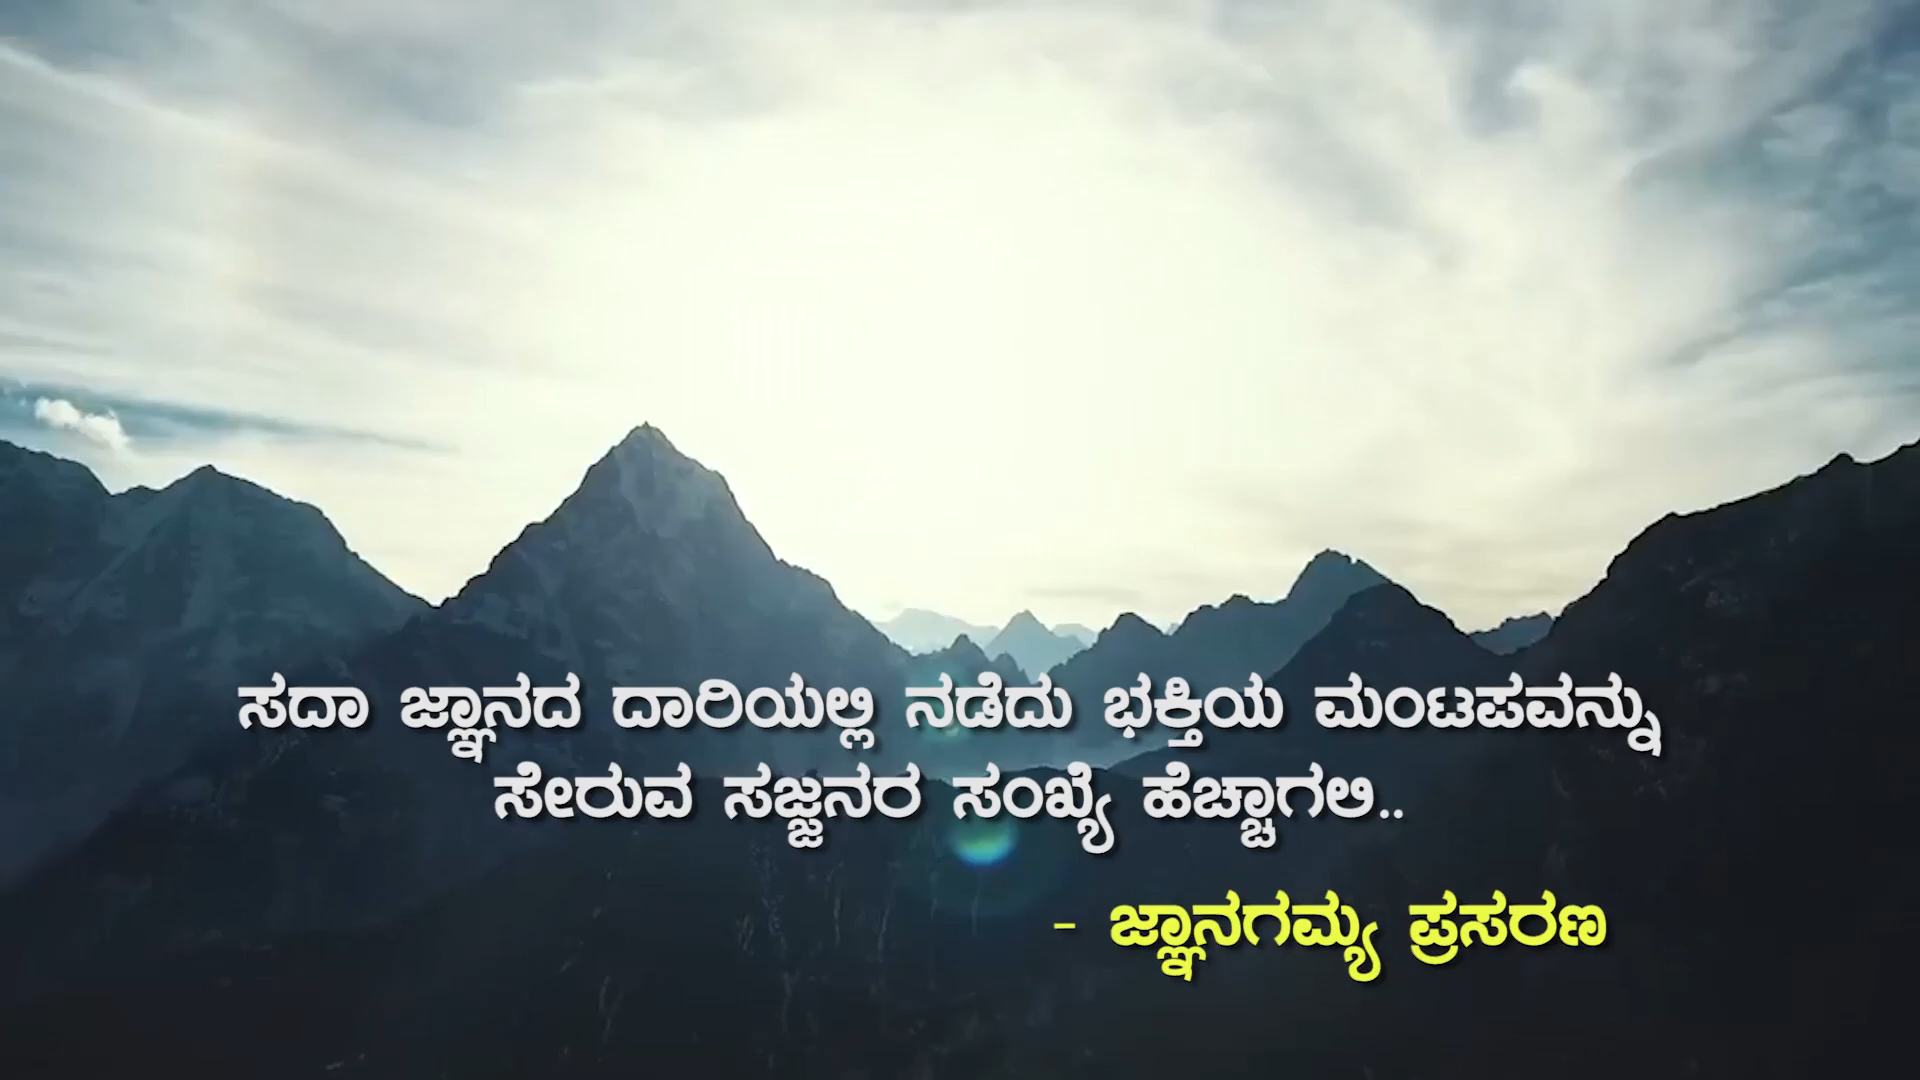 ಸದಾ ಜ್ಞಾನದ ದಾರಿಯಲ್ಲಿ ನಡೆದು ಭಕ್ತಿಯ ಮಂಟಪವನ್ನು
ಸೇರುವ ಸಜ್ಜನರ ಸಂಖ್ಯೆ ಹೆಚ್ಚಾಗಲಿ..
- ಜ್ಞಾನಗಮ್ಯ ಪ್ರಸರಣ